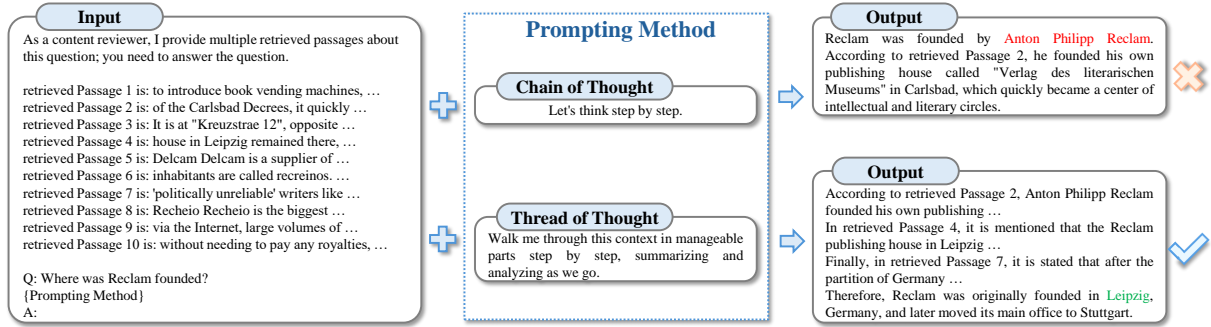 Input
As a content reviewer, I provide multiple retrieved passages about
this question; you need to answer the question.
retrieved Passage 1 is: to introduce book vending machines, …
retrieved Passage 2 is: of the Carlsbad Decrees, it quickly …
retrieved Passage 3 is: It is at "Kreuzstrae 12", opposite …
retrieved Passage 4 is: house in Leipzig remained there, …
retrieved Passage 5 is: Delcam Delcam is a supplier of …
retrieved Passage 6 is: inhabitants are called recreinos. …
retrieved Passage 7 is: 'politically unreliable' writers like …
retrieved Passage 8 is: Recheio Recheio is the biggest …
retrieved Passage 9 is: via the Internet, large volumes of …
retrieved Passage 10 is: without needing to pay any royalties, …
Q: Where was Reclam founded?
{Prompting Method}
A:
Prompting Method
Chain of Thought
Let's think step by step.
Thread of Thought
Walk me through this context in manageable
parts step by step, summarizing and
analyzing as we go.
Output
Reclam was founded by Anton Philipp Reclam.
According to retrieved Passage 2, he founded his own
publishing house called "Verlag des literarischen
Museums" in Carlsbad, which quickly became a center of
intellectual and literary circles.
Output
According to retrieved Passage 2, Anton Philipp Reclam
founded his own publishing …
In retrieved Passage 4, it is mentioned that the Reclam
publishing house in Leipzig …
Finally, in retrieved Passage 7, it is stated that after the
partition of Germany …
Therefore, Reclam was originally founded in Leipzig,
Germany, and later moved its main office to Stuttgart.